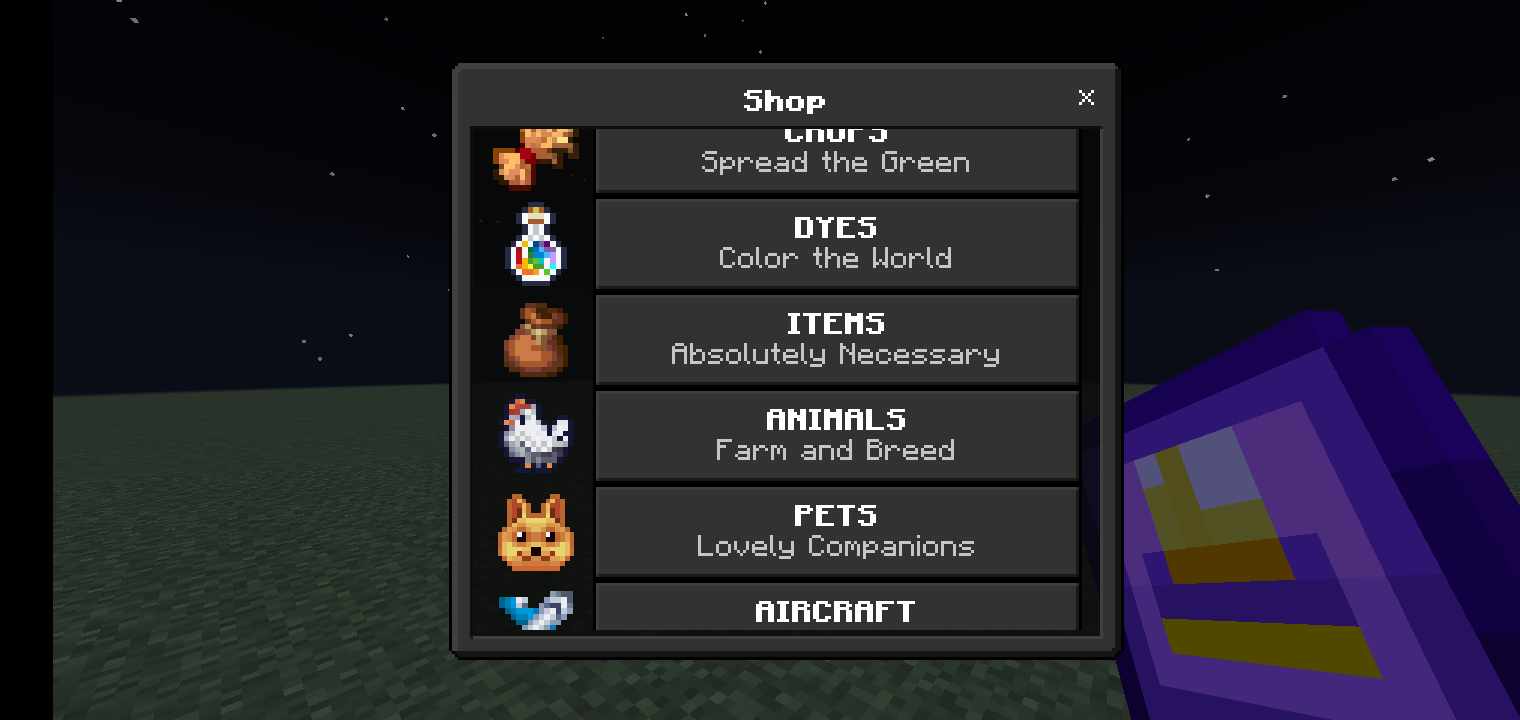 Shop
CROPS
Spread the Green
DYES
Color the World
ITEMS
Absolutely Necessary
ANIMALS
Farm and Breed
PETS
Lovely Companions
AIRCRAFT